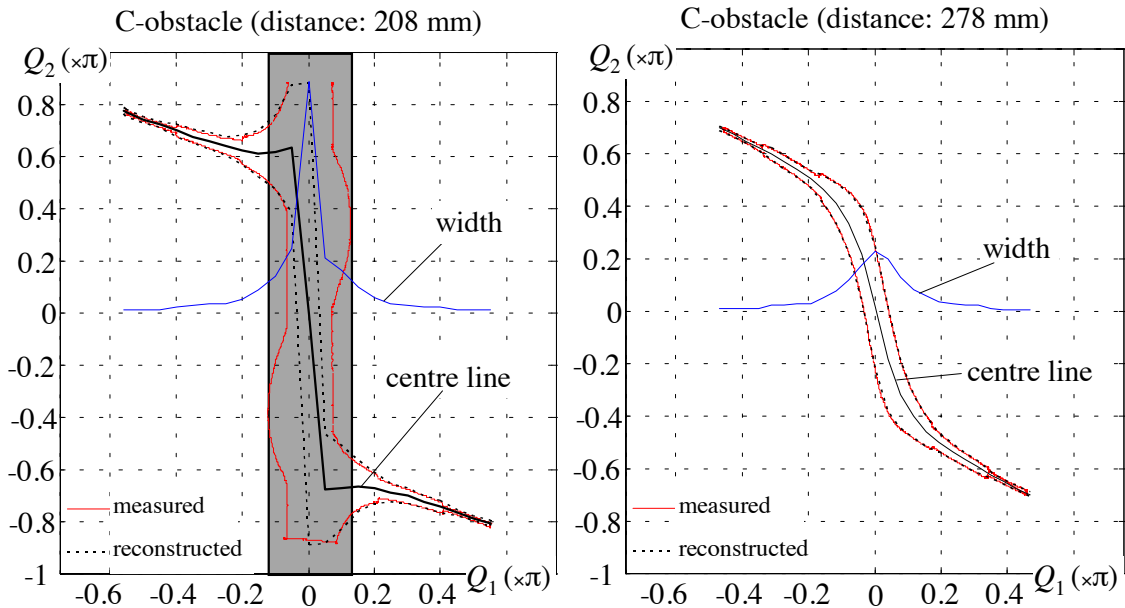 C-obstacle (distance: 208 mm)
Q2 (×π)
0.8
0.6
0.4
0.2
0
-0.2
-0.4
-0.6
-0.8
-1
width
centre line
measured
reconstructed
Q1 (×π)
-0.6 -0.4 -0.2 0 0.2 0.4
C-obstacle (distance: 278 mm)
Q2 (×π)
0.8
0.6
0.4
0.2
0
-0.2
-0.4
-0.6
-0.8
-1
width
centre line
measured
reconstructed
Q1 (×π)
-0.6 -0.4 -0.2 0 0.2 0.4